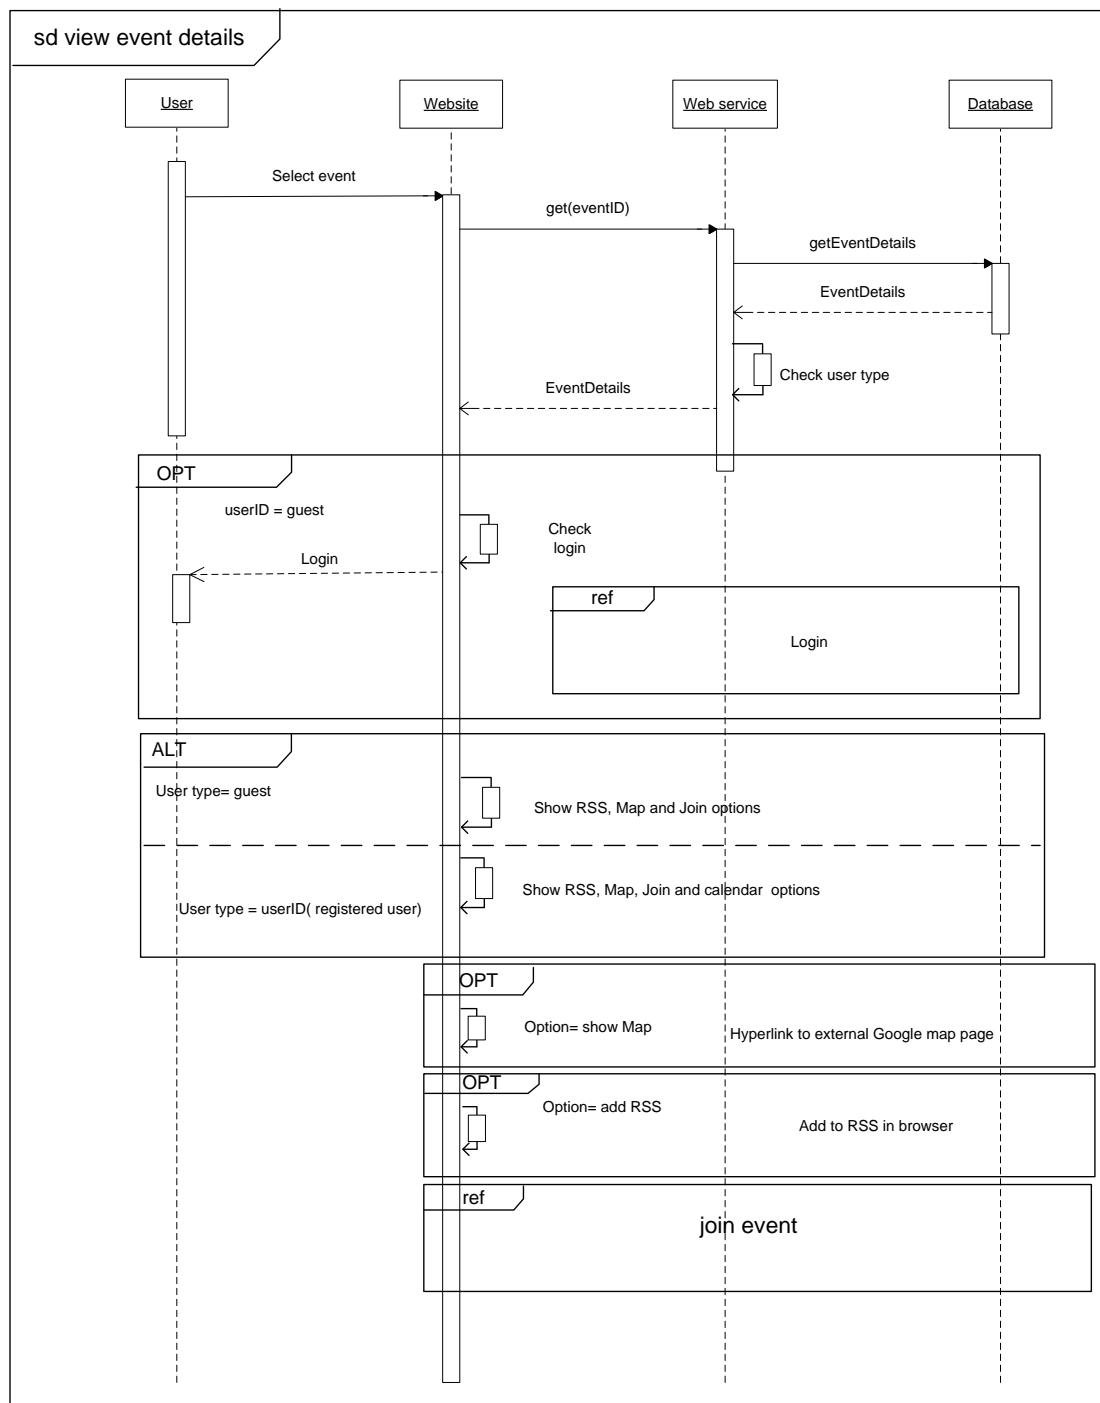 sd view event details
User
Website
Web service
Database
Select event
get(eventID)
getEventDetails
EventDetails
Check user type
EventDetails
OPT
userID = guest
Check
login
Login
ref
Login
ALT
User type= guest
Show RSS, Map and Join options
Show RSS, Map, Join and calendar  options
User type = userID( registered user)
OPT
Option= show Map
Hyperlink to external Google map page
OPT
Option= add RSS
Add to RSS in browser
ref
join event